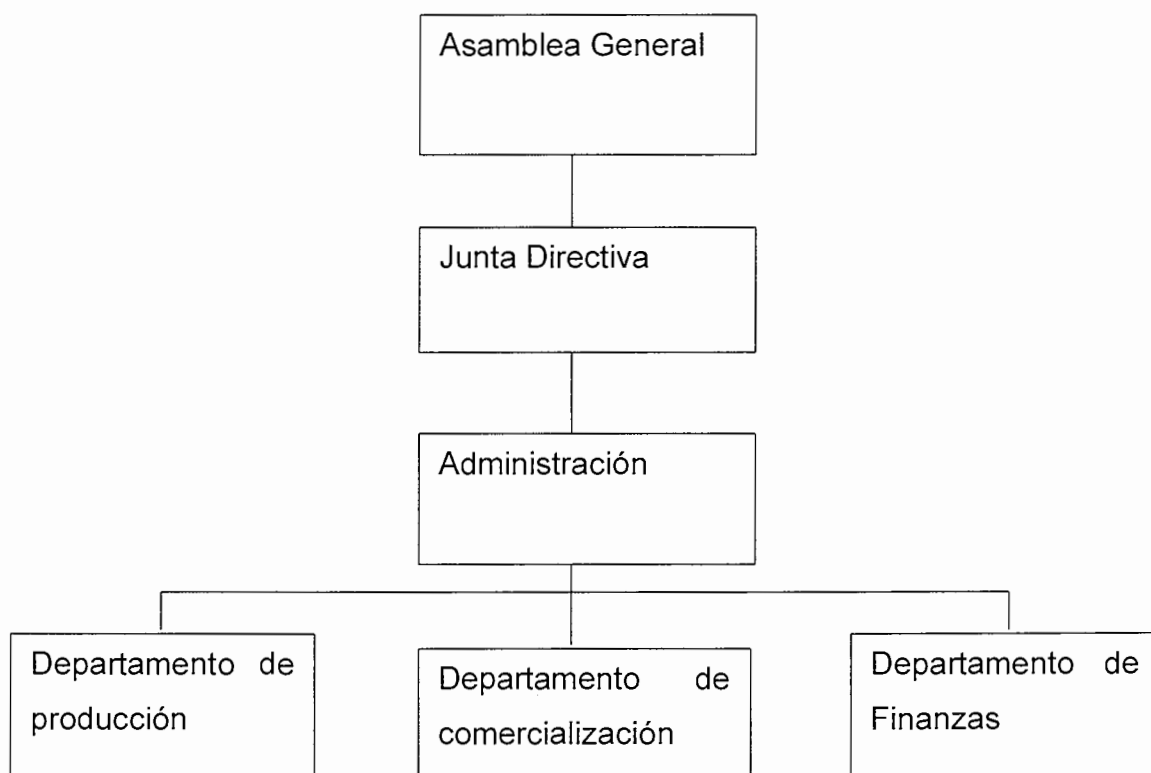 Asamblea General
Junta Directiva
Administración
Departamento de
producción
Departamento de
comercialización
Departamento de
Finanzas